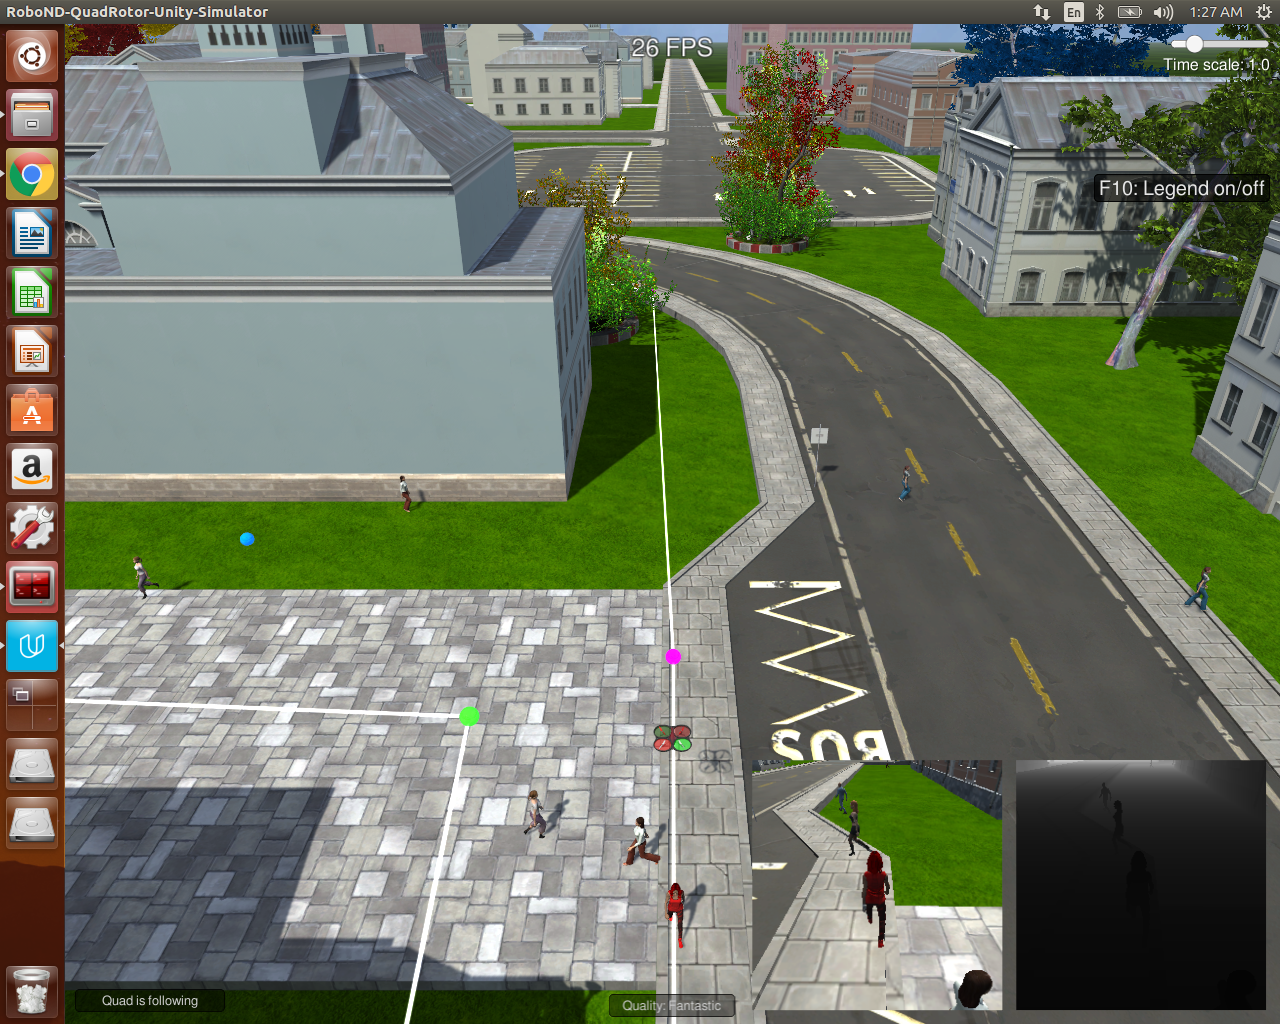 RoboND-QuadRotor-Unity-Simulator
En
1:27 AM
26 FPS
Time scale: 1.0
F10: Legend on/off
BUS
Quad is following
Quality: Fantastic